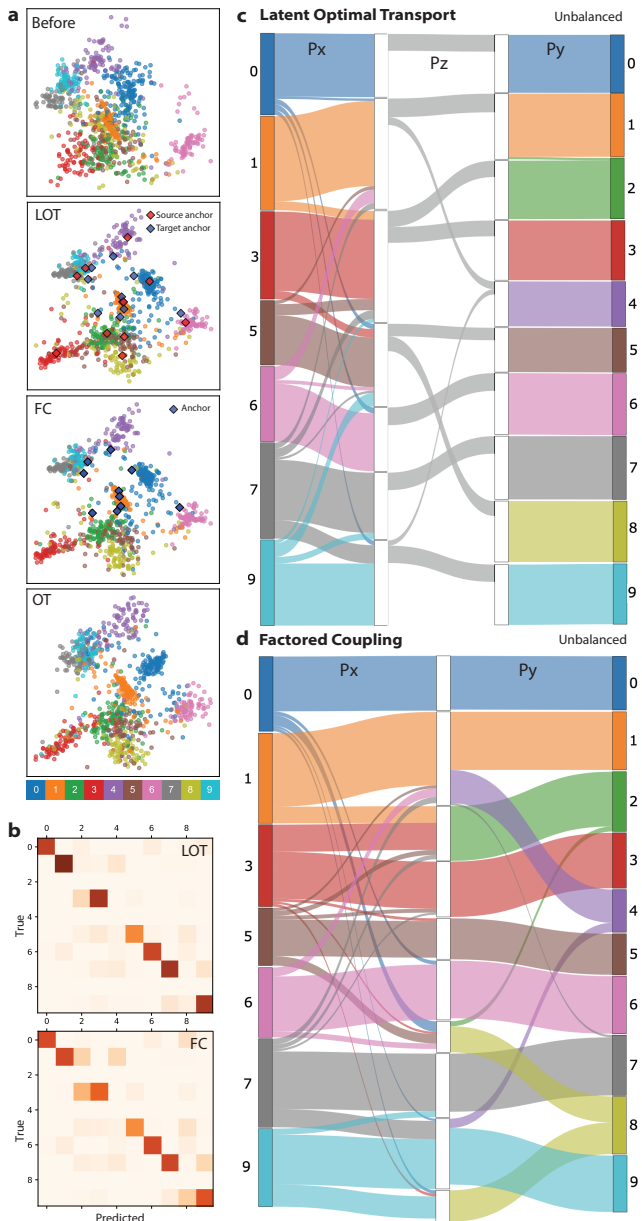 a
Before
LOT
Source anchor
Target anchor
FC
Anchor
OT
0 1 2 3 4 5 6 7 8 9
b
0 2 4 6 8
LOT
0
2
4
6
8
True
0 2 4 6 8
FC
0
2
4
6
8
True
Predicted
c Latent Optimal Transport Unbalanced
Px Pz Py
0
1
3
5
6
7
9
0
1
2
3
4
5
6
7
8
9
d Factored Coupling Unbalanced
Px Py
0
1
3
5
6
7
9
0
1
2
3
4
5
6
7
8
9